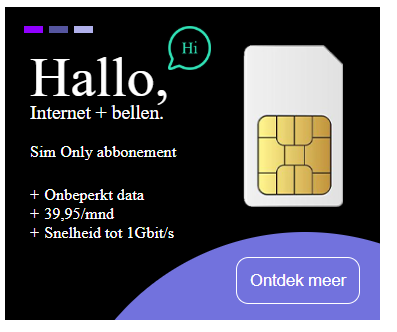 Hi
Hallo,
Internet + bellen.
Sim Only abbonement
+ Onbeperkt data
+ 39,95/mnd
+ Snelheid tot 1Gbit/s
Ontdek meer